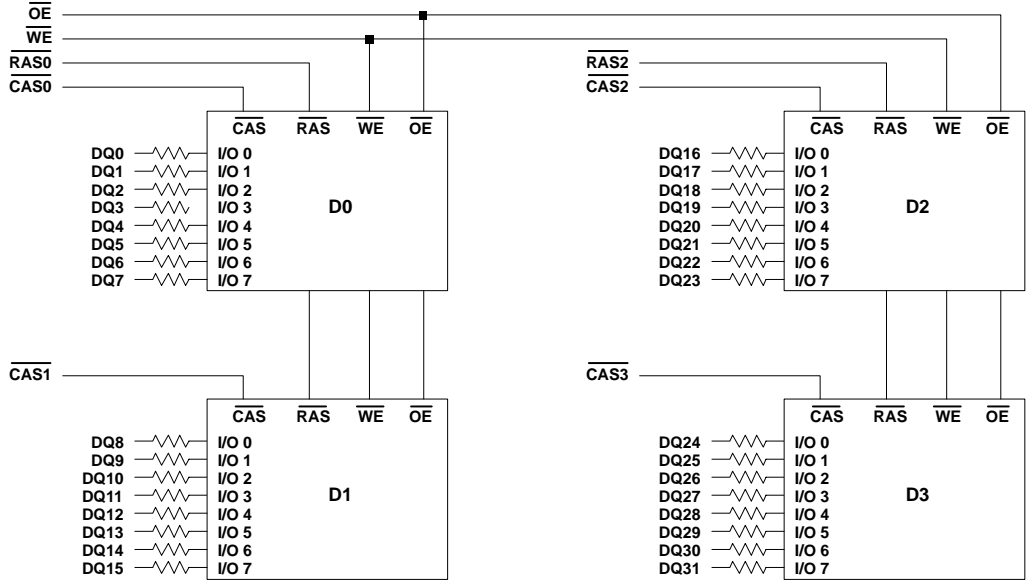 OE
WE
RAS0
CAS0
RAS2
CAS2
CAS RAS WE OE
DQ0 I/O 0
DQ1 I/O 1
DQ2 I/O 2
DQ3 I/O 3
DQ4 I/O 4
DQ5 I/O 5
DQ6 I/O 6
DQ7 I/O 7
D0
CAS RAS WE OE
DQ16 I/O 0
DQ17 I/O 1
DQ18 I/O 2
DQ19 I/O 3
DQ20 I/O 4
DQ21 I/O 5
DQ22 I/O 6
DQ23 I/O 7
D2
CAS1
CAS RAS WE OE
DQ8 I/O 0
DQ9 I/O 1
DQ10 I/O 2
DQ11 I/O 3
DQ12 I/O 4
DQ13 I/O 5
DQ14 I/O 6
DQ15 I/O 7
D1
CAS3
CAS RAS WE OE
DQ24 I/O 0
DQ25 I/O 1
DQ26 I/O 2
DQ27 I/O 3
DQ28 I/O 4
DQ29 I/O 5
DQ30 I/O 6
DQ31 I/O 7
D3